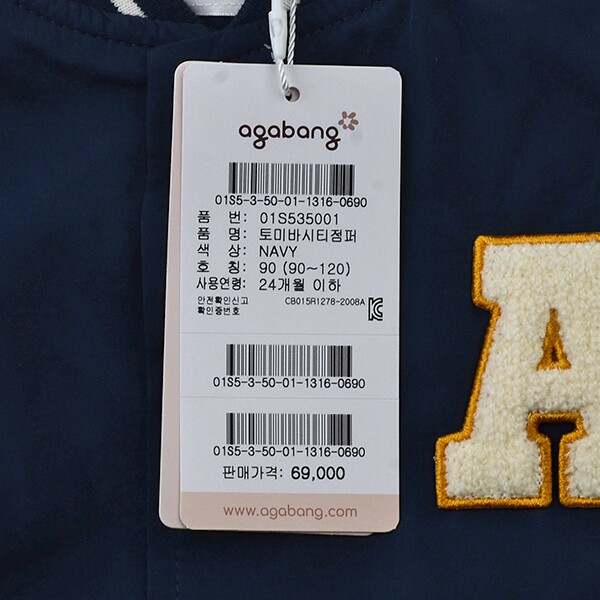 agabang
01S5-3-50-01-1316-0690
품 번: 01S535001
품 명: 토미바시티점퍼
색 상: NAVY
호 칭: 90 (90~120)
사용연령: 24개월 이하
안전확인신고 CB015R1278-2008A
확인증번호
01S5-3-50-01-1316-0690
01S5-3-50-01-1316-0690
판매가격: 69,000
www.agabang.com
A